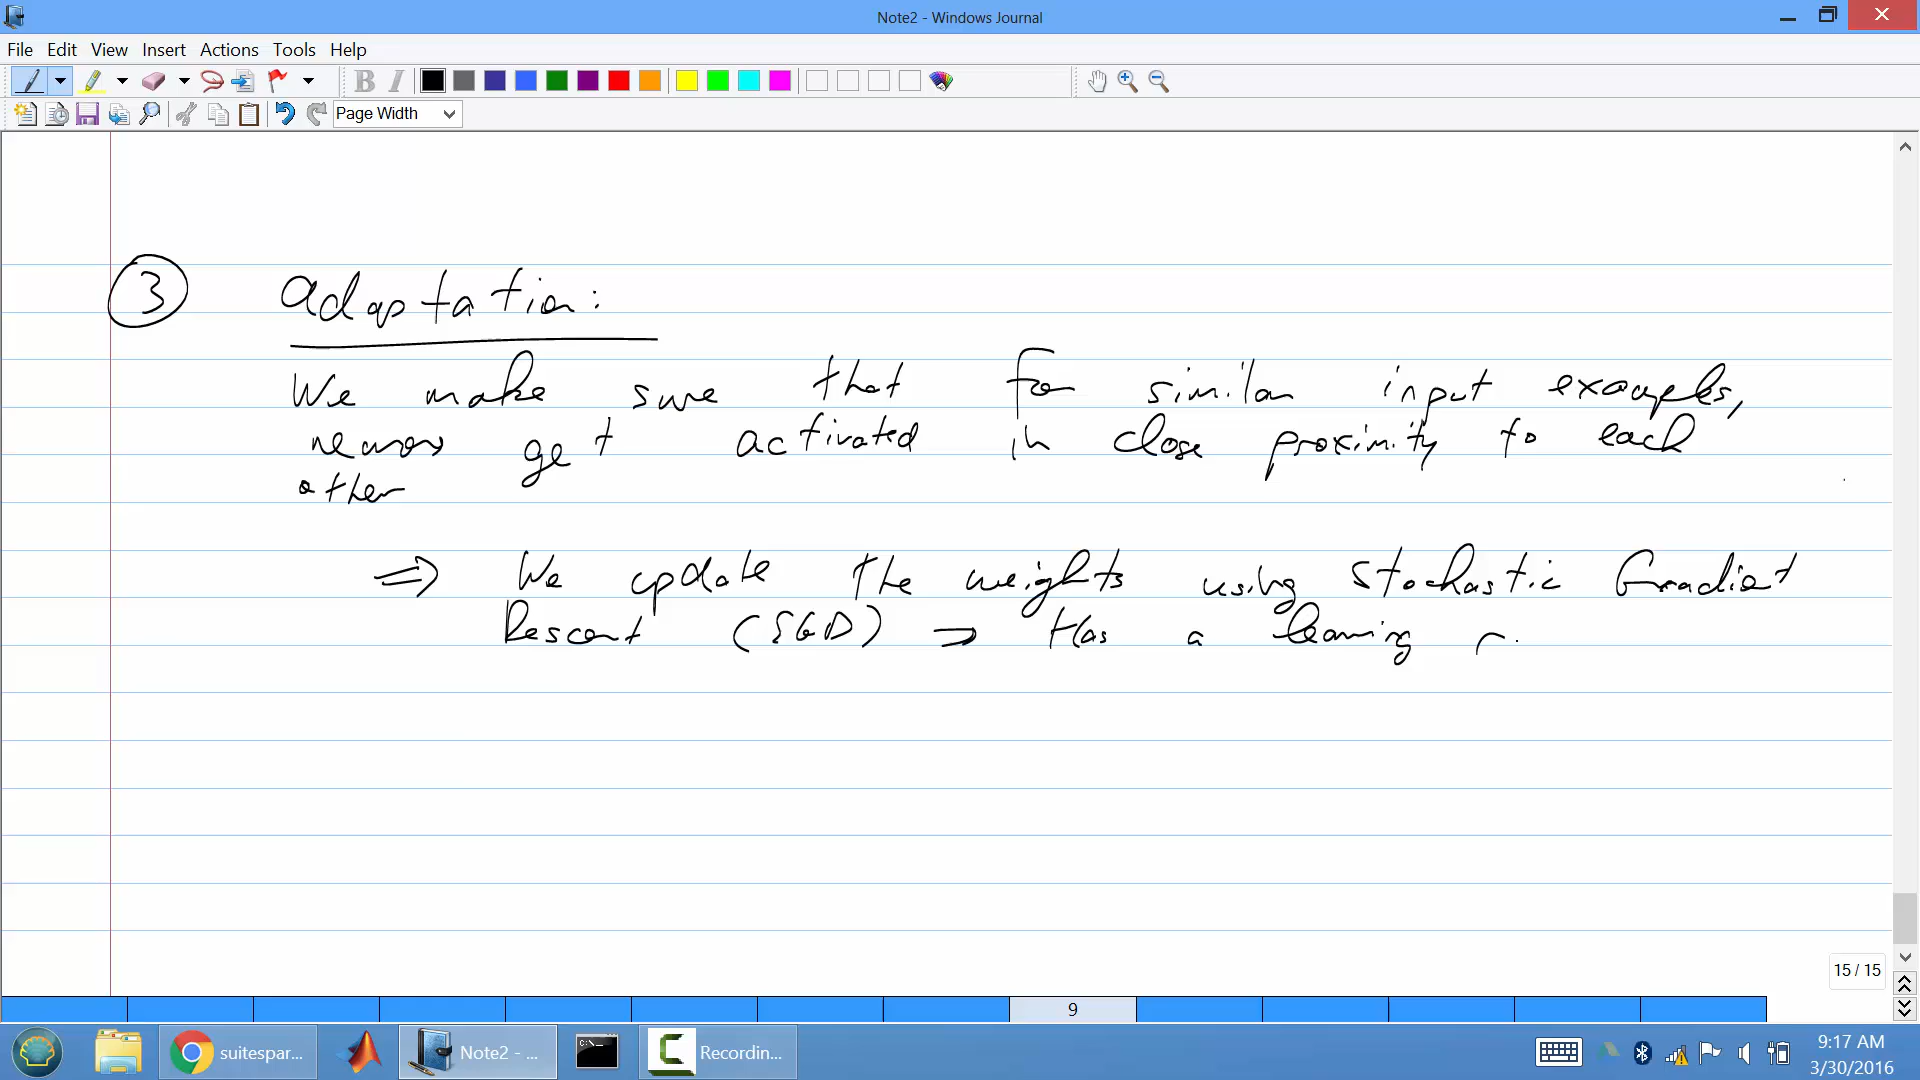 Note2 - Windows Journal
File Edit View Insert Actions Tools Help
B I
Page Width
3 Adaptation:
We make sure that for similar input examples,
neurons get activated in close proximity to each
other
⇒ We update the weights using Stochastic Gradient
Descent (SGD) ⇒ Has a learning
15 / 15
9
suitespar...
Note2 - ...
C:\_
C Recordin...
9:17 AM
3/30/2016